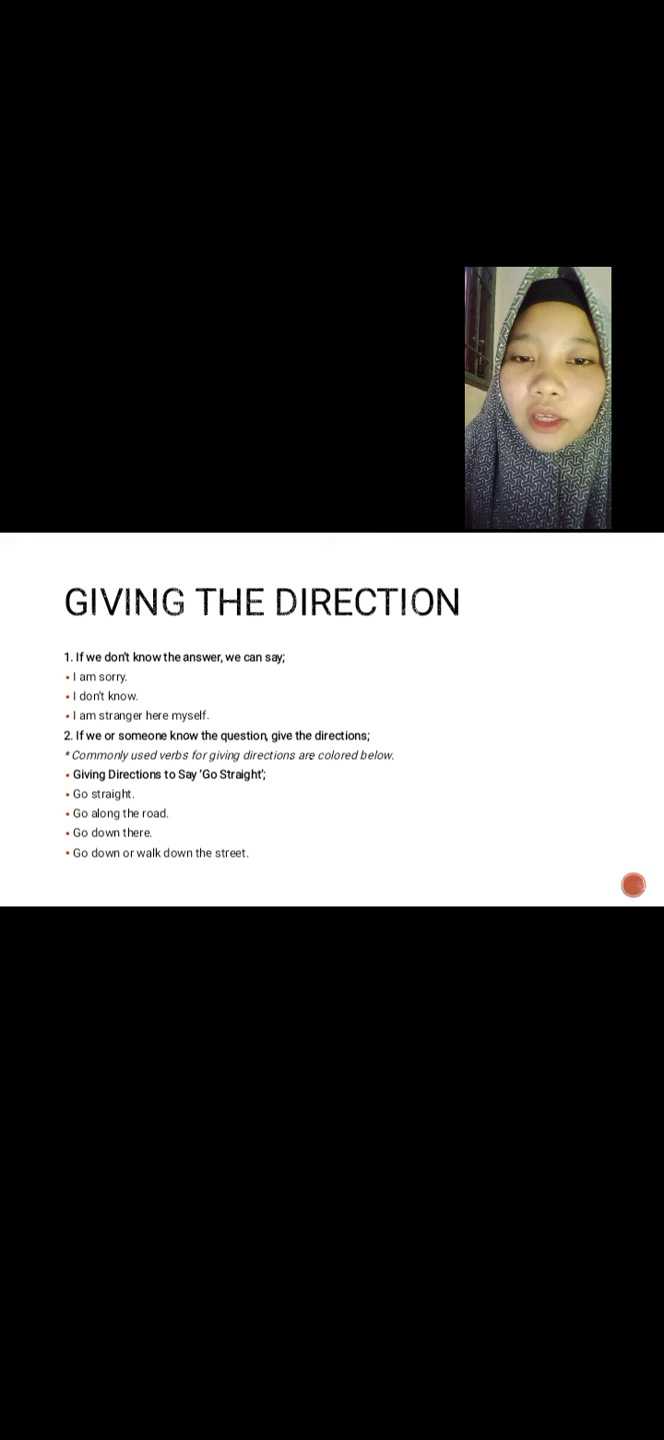 GIVING THE DIRECTION
1. If we don't know the answer, we can say;
▪ I am sorry.
▪ I don't know.
▪ I am stranger here myself.
2. If we or someone know the question, give the directions;
* Commonly used verbs for giving directions are colored below.
▪ Giving Directions to Say 'Go Straight';
▪ Go straight.
▪ Go along the road.
▪ Go down there.
▪ Go down or walk down the street.